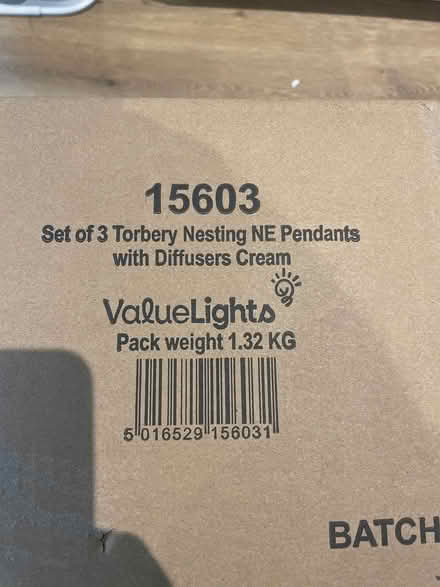 15603
Set of 3 Torbery Nesting NE Pendants
with Diffusers Cream
ValueLights
Pack weight 1.32 KG
5 016529 156031
BATCH